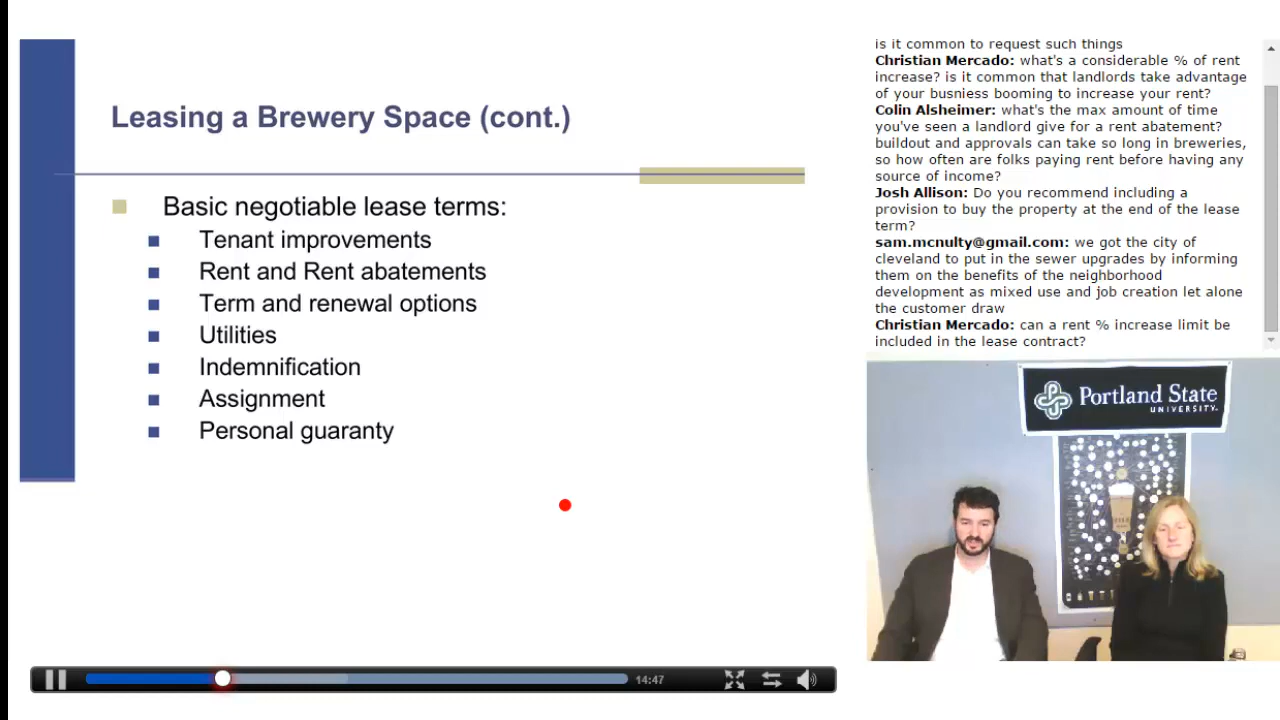 Leasing a Brewery Space (cont.)
Basic negotiable lease terms:
Tenant improvements
Rent and Rent abatements
Term and renewal options
Utilities
Indemnification
Assignment
Personal guaranty
14:47
is it common to request such things
Christian Mercado: what's a considerable % of rent
increase? is it common that landlords take advantage
of your busniess booming to increase your rent?
Colin Alsheimer: what's the max amount of time
you've seen a landlord give for a rent abatement?
buildout and approvals can take so long in breweries,
so how often are folks paying rent before having any
source of income?
Josh Allison: Do you recommend including a
provision to buy the property at the end of the lease
term?
sam.mcnulty@gmail.com: we got the city of
cleveland to put in the sewer upgrades by informing
them on the benefits of the neighborhood
development as mixed use and job creation let alone
the customer draw
Christian Mercado: can a rent % increase limit be
included in the lease contract?
Portland State
UNIVERSITY